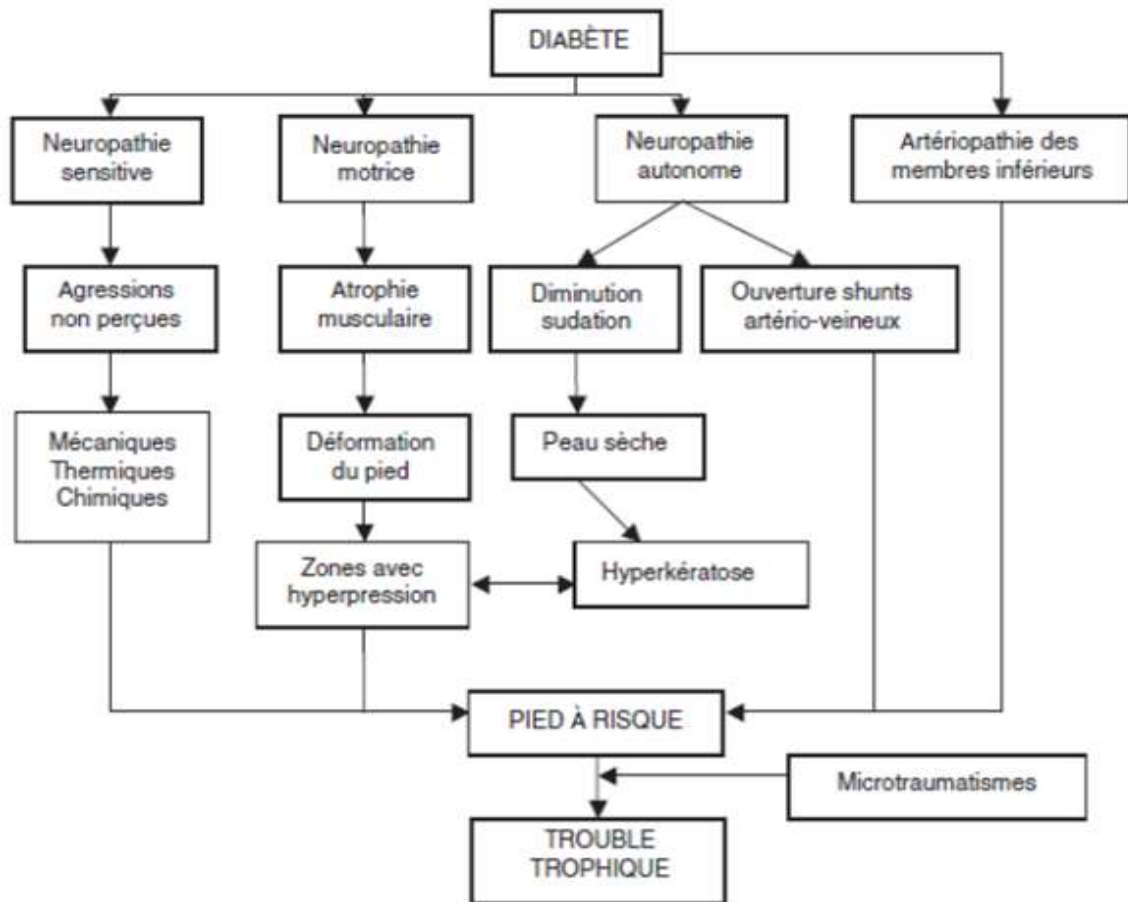 DIABÈTE
Neuropathie
sensitive
Neuropathie
motrice
Neuropathie
autonome
Artériopathie des
membres inférieurs
Agressions
non perçues
Atrophie
musculaire
Diminution
sudation
Ouverture shunts
artério-veineux
Mécaniques
Thermiques
Chimiques
Déformation
du pied
Peau sèche
Zones avec
hyperpression
Hyperkératose
PIED À RISQUE
Microtraumatismes
TROUBLE
TROPHIQUE